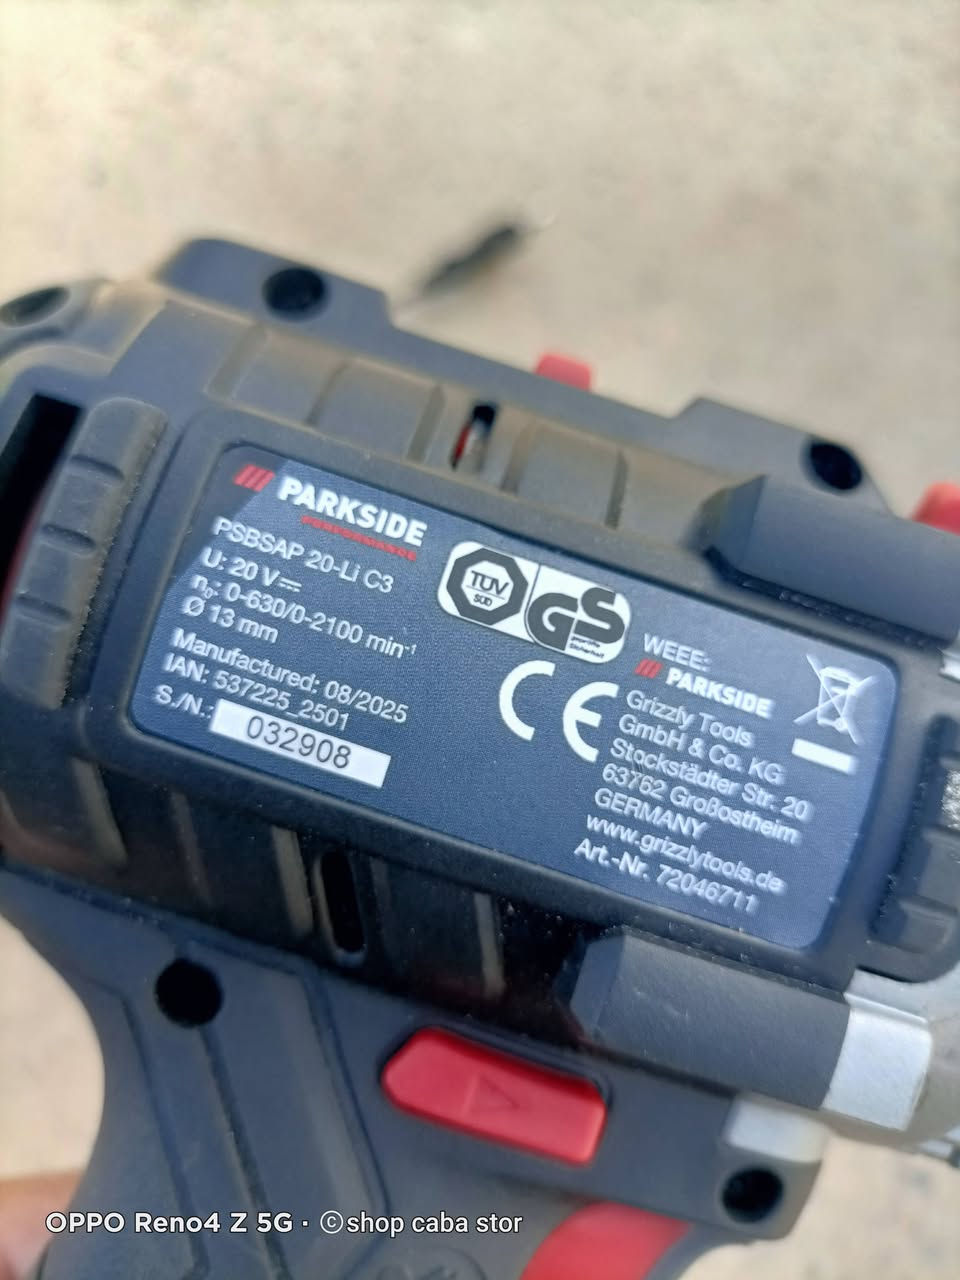 PARKSIDE
PERFORMANCE
PSBSAP 20-Li C3
U: 20 V
n₀: 0-630/0-2100 min⁻¹
Ø 13 mm
Manufactured: 08/2025
IAN: 537225_2501
S./N.: 032908
TÜV
SÜD
GS
geprüfte
Sicherheit
CE
WEEE:
PARKSIDE
Grizzly Tools
GmbH & Co. KG
Stockstädter Str. 20
63762 Großostheim
GERMANY
www.grizzlytools.de
Art.-Nr. 72046711
OPPO Reno4 Z 5G · ©shop caba stor